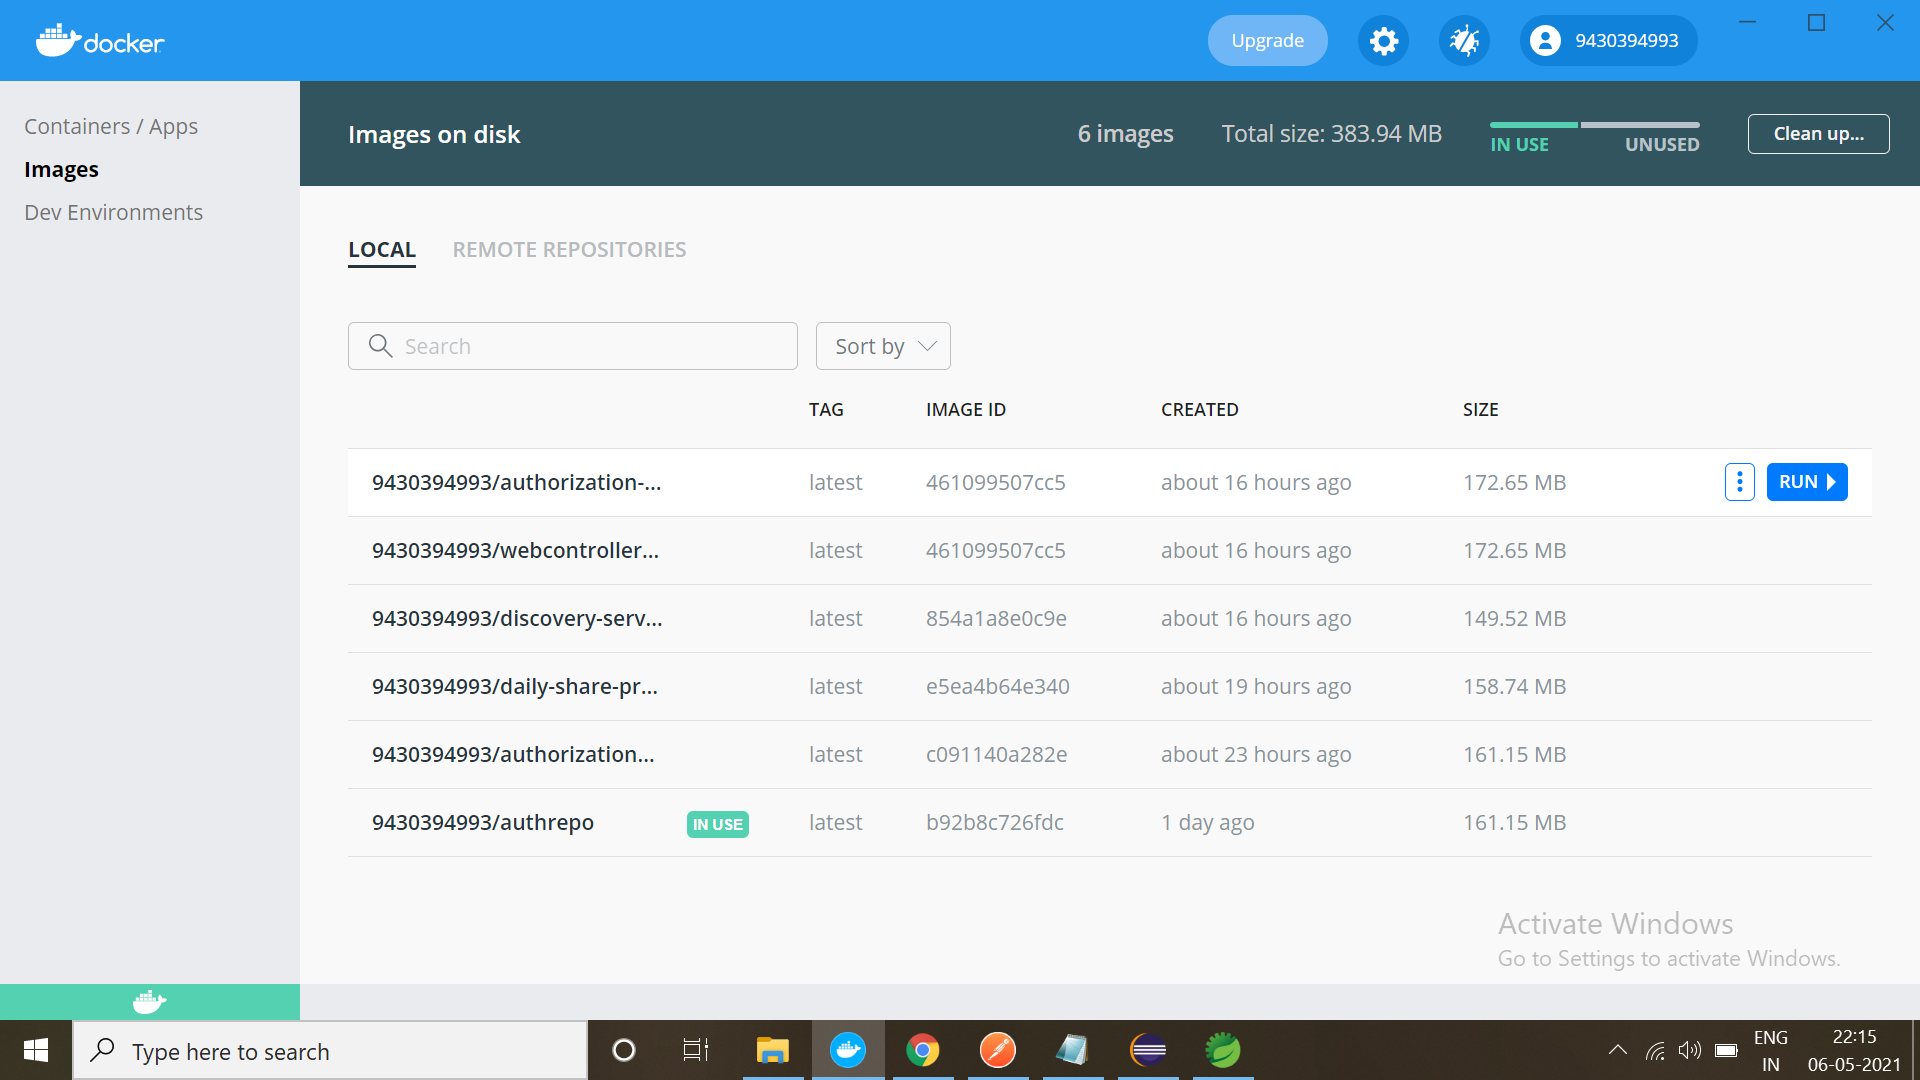 docker
Upgrade
9430394993
Containers / Apps
Images
Dev Environments
Images on disk
6 images
Total size: 383.94 MB
IN USE
UNUSED
Clean up...
LOCAL
REMOTE REPOSITORIES
Search
Sort by
TAG IMAGE ID CREATED SIZE
9430394993/authorization-... latest 461099507cc5 about 16 hours ago 172.65 MB RUN
9430394993/webcontroller... latest 461099507cc5 about 16 hours ago 172.65 MB
9430394993/discovery-serv... latest 854a1a8e0c9e about 16 hours ago 149.52 MB
9430394993/daily-share-pr... latest e5ea4b64e340 about 19 hours ago 158.74 MB
9430394993/authorization... latest c091140a282e about 23 hours ago 161.15 MB
9430394993/authrepo IN USE latest b92b8c726fdc 1 day ago 161.15 MB
Activate Windows
Go to Settings to activate Windows.
Type here to search
ENG
IN
22:15
06-05-2021